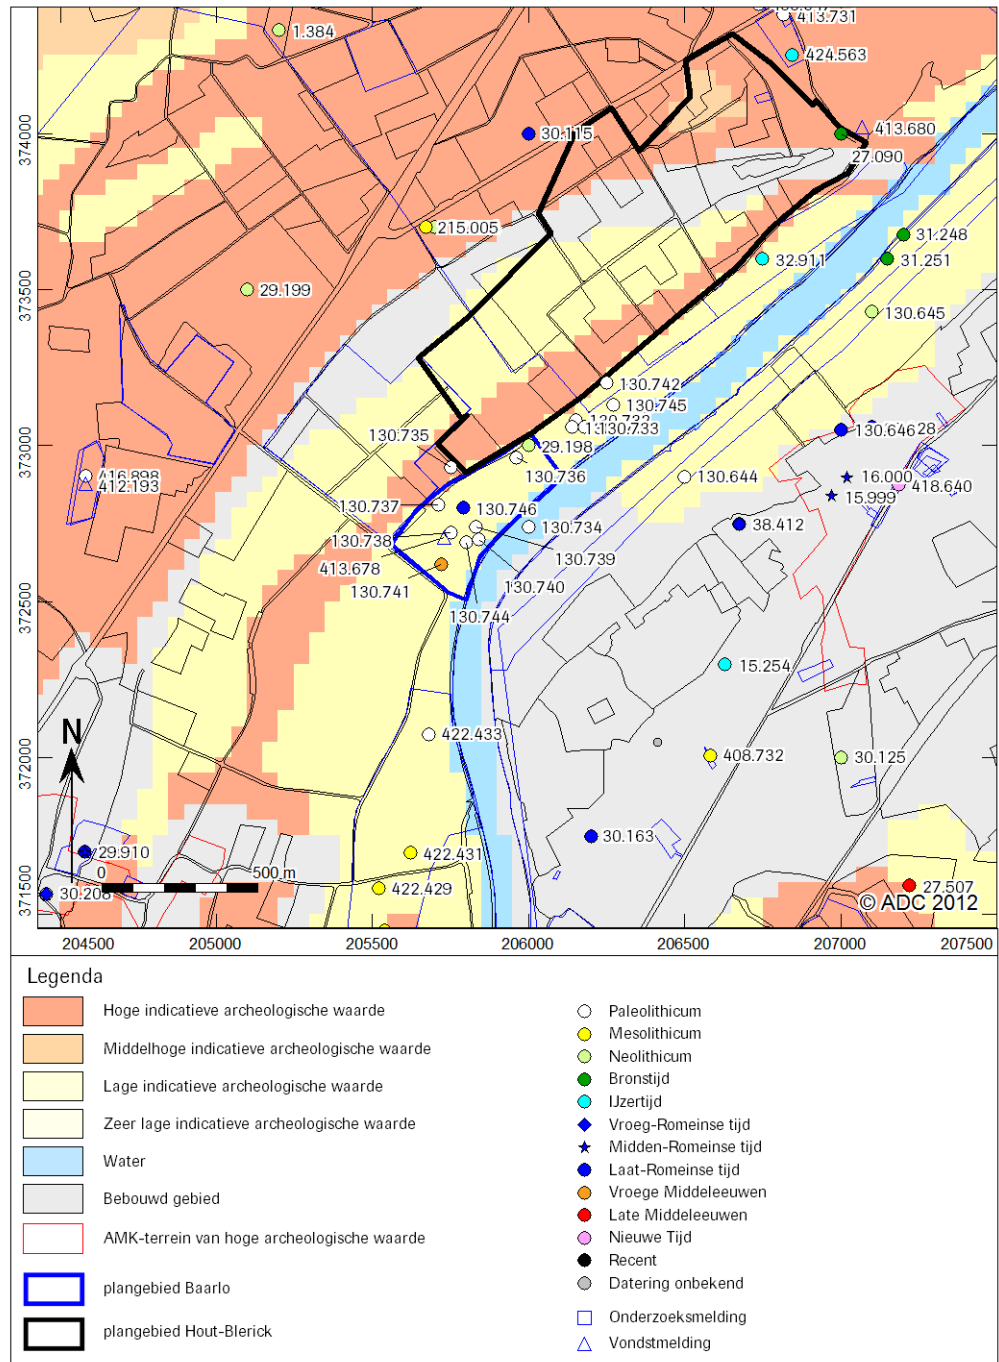 413.731
1.384
424.563
374000
30.115
413.680
27.090
215.005
31.248
32.911
31.251
373500
29.199
130.645
130.742
130.745
130.733
130.735
29.198
130.646
28
373000
416.898
412.193
130.736
130.644
16.000
418.640
15.999
130.737
130.746
38.412
130.734
130.738
130.739
413.678
130.740
130.741
372500
130.744
15.254
N
422.433
372000
408.732
30.125
30.163
29.910
422.431
0
500 m
30.208
422.429
27.507
371500
© ADC 2012
204500
205000
205500
206000
206500
207000
207500
Legenda
Hoge indicatieve archeologische waarde
Middelhoge indicatieve archeologische waarde
Lage indicatieve archeologische waarde
Zeer lage indicatieve archeologische waarde
Water
Bebouwd gebied
AMK-terrein van hoge archeologische waarde
plangebied Baarlo
plangebied Hout-Blerick
Paleolithicum
Mesolithicum
Neolithicum
Bronstijd
IJzertijd
Vroeg-Romeinse tijd
Midden-Romeinse tijd
Laat-Romeinse tijd
Vroege Middeleeuwen
Late Middeleeuwen
Nieuwe Tijd
Recent
Datering onbekend
Onderzoeksmelding
Vondstmelding